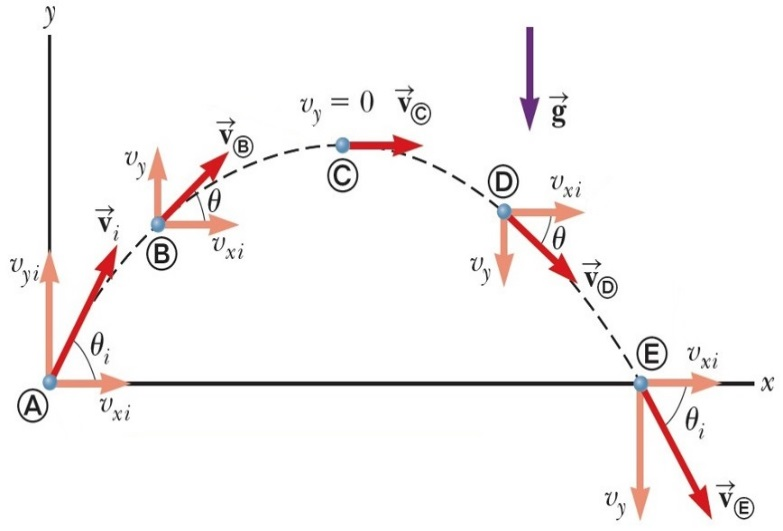 y
v_y = 0 v⃗_Ⓒ
g⃗
v⃗_Ⓑ
v_y
θ
Ⓒ
Ⓓ
v_xi
v⃗_i
Ⓑ
v_xi
θ
v_yi
v_y
v⃗_Ⓓ
θ_i
Ⓔ
v_xi
x
Ⓐ
v_xi
θ_i
v_y
v⃗_Ⓔ